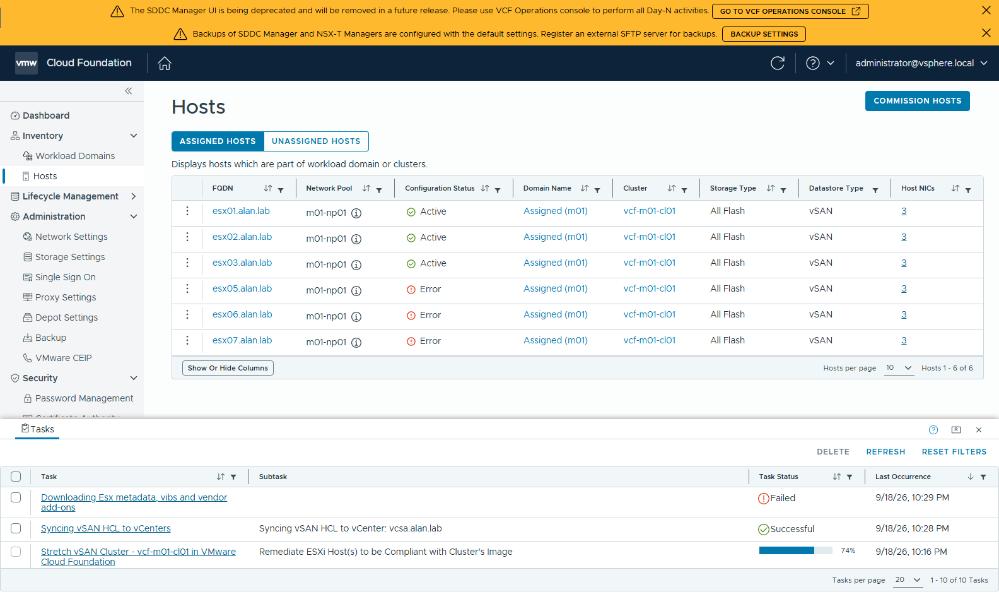 The SDDC Manager UI is being deprecated and will be removed in a future release. Please use VCF Operations console to perform all Day-N activities. GO TO VCF OPERATIONS CONSOLE
Backups of SDDC Manager and NSX-T Managers are configured with the default settings. Register an external SFTP server for backups. BACKUP SETTINGS
vmw Cloud Foundation administrator@vsphere.local
Dashboard
Inventory
Workload Domains
Hosts
Lifecycle Management
Administration
Network Settings
Storage Settings
Single Sign On
Proxy Settings
Depot Settings
Backup
VMware CEIP
Security
Password Management
Certificate Authority
Hosts
COMMISSION HOSTS
ASSIGNED HOSTS UNASSIGNED HOSTS
Displays hosts which are part of workload domain or clusters.
FQDN Network Pool Configuration Status Domain Name Cluster Storage Type Datastore Type Host NICs
esx01.alan.lab m01-np01 Active Assigned (m01) vcf-m01-cl01 All Flash vSAN 3
esx02.alan.lab m01-np01 Active Assigned (m01) vcf-m01-cl01 All Flash vSAN 3
esx03.alan.lab m01-np01 Active Assigned (m01) vcf-m01-cl01 All Flash vSAN 3
esx05.alan.lab m01-np01 Error Assigned (m01) vcf-m01-cl01 All Flash vSAN 3
esx06.alan.lab m01-np01 Error Assigned (m01) vcf-m01-cl01 All Flash vSAN 3
esx07.alan.lab m01-np01 Error Assigned (m01) vcf-m01-cl01 All Flash vSAN 3
Show Or Hide Columns Hosts per page 10 Hosts 1 - 6 of 6
Tasks
DELETE REFRESH RESET FILTERS
Task Subtask Task Status Last Occurrence
Downloading Esx metadata, vibs and vendor add-ons Failed 9/18/26, 10:29 PM
Syncing vSAN HCL to vCenters Syncing vSAN HCL to vCenter: vcsa.alan.lab Successful 9/18/26, 10:28 PM
Stretch vSAN Cluster - vcf-m01-cl01 in VMware Cloud Foundation Remediate ESXi Host(s) to be Compliant with Cluster's Image 74% 9/18/26, 10:16 PM
Tasks per page 20 1 - 10 of 10 Tasks